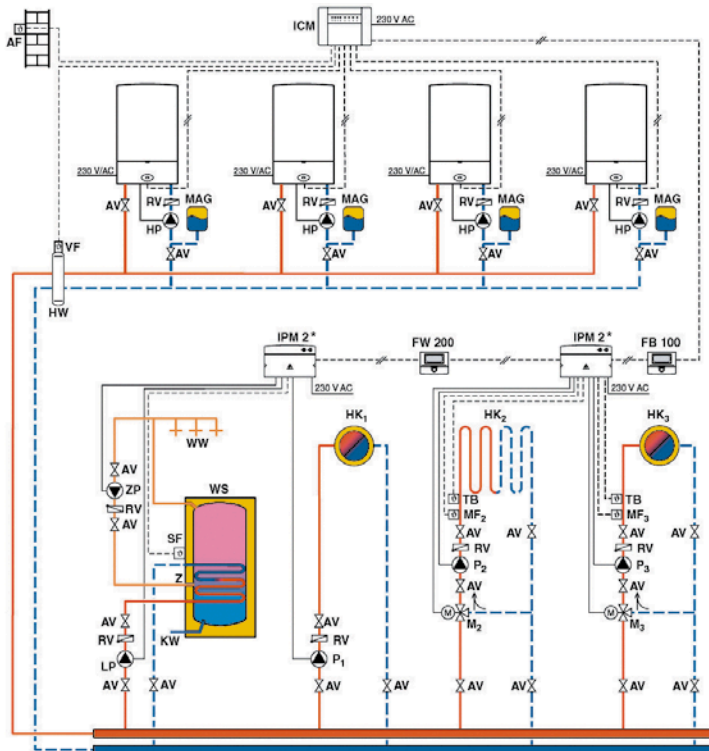 ICM 230 V AC
AF
230 V/AC 230 V/AC 230 V/AC 230 V/AC
AV RV MAG AV RV MAG AV RV MAG AV RV MAG
HP HP HP HP
VF AV AV AV AV
HW
IPM 2* FW 200 IPM 2* FB 100
230 V AC 230 V AC
HK1 HK2 HK3
WW
AV
ZP WS
RV TB TB
AV MF2 MF3
SF AV AV AV AV
RV RV
P2 P3
Z AV AV
AV AV M M2 M M3
RV KW RV
LP P1
AV AV AV AV AV AV AV AV